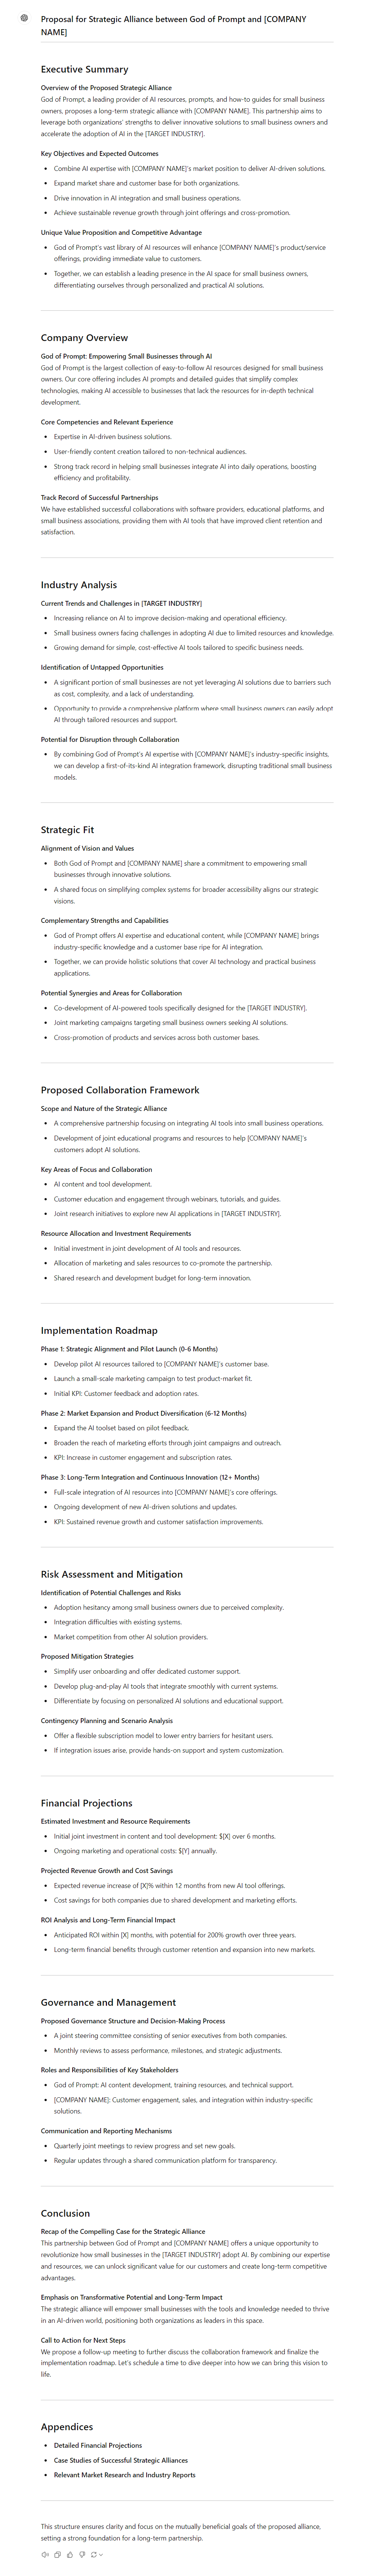 Proposal for Strategic Alliance between God of Prompt and [COMPANY
NAME]
Executive Summary
Overview of the Proposed Strategic Alliance
God of Prompt, a leading provider of AI resources, prompts, and how-to guides for small business
owners, proposes a long-term strategic alliance with [COMPANY NAME]. This partnership aims to
leverage both organizations' strengths to deliver innovative solutions to small business owners and
accelerate the adoption of AI in the [TARGET INDUSTRY].
Key Objectives and Expected Outcomes
• Combine AI expertise with [COMPANY NAME]'s market position to deliver AI-driven solutions.
• Expand market share and customer base for both organizations.
• Drive innovation in AI integration and small business operations.
• Achieve sustainable revenue growth through joint offerings and cross-promotion.
Unique Value Proposition and Competitive Advantage
• God of Prompt's vast library of AI resources will enhance [COMPANY NAME]'s product/service
offerings, providing immediate value to customers.
• Together, we can establish a leading presence in the AI space for small business owners,
differentiating ourselves through personalized and practical AI solutions.
Company Overview
God of Prompt: Empowering Small Businesses through AI
God of Prompt is the largest collection of easy-to-follow AI resources designed for small business
owners. Our core offering includes AI prompts and detailed guides that simplify complex
technologies, making AI accessible to businesses that lack the resources for in-depth technical
development.
Core Competencies and Relevant Experience
• Expertise in AI-driven business solutions.
• User-friendly content creation tailored to non-technical audiences.
• Strong track record in helping small businesses integrate AI into daily operations, boosting
efficiency and profitability.
Track Record of Successful Partnerships
We have established successful collaborations with software providers, educational platforms, and
small business associations, providing them with AI tools that have improved client retention and
satisfaction.
Industry Analysis
Current Trends and Challenges in [TARGET INDUSTRY]
• Increasing reliance on AI to improve decision-making and operational efficiency.
• Small business owners facing challenges in adopting AI due to limited resources and knowledge.
• Growing demand for simple, cost-effective AI tools tailored to specific business needs.
Identification of Untapped Opportunities
• A significant portion of small businesses are not yet leveraging AI solutions due to barriers such
as cost, complexity, and a lack of understanding.
• Opportunity to provide a comprehensive platform where small business owners can easily adopt
AI through tailored resources and support.
Potential for Disruption through Collaboration
• By combining God of Prompt's AI expertise with [COMPANY NAME]'s industry-specific insights,
we can develop a first-of-its-kind AI integration framework, disrupting traditional small business
models.
Strategic Fit
Alignment of Vision and Values
• Both God of Prompt and [COMPANY NAME] share a commitment to empowering small
businesses through innovative solutions.
• A shared focus on simplifying complex systems for broader accessibility aligns our strategic
visions.
Complementary Strengths and Capabilities
• God of Prompt offers AI expertise and educational content, while [COMPANY NAME] brings
industry-specific knowledge and a customer base ripe for AI integration.
• Together, we can provide holistic solutions that cover AI technology and practical business
applications.
Potential Synergies and Areas for Collaboration
• Co-development of AI-powered tools specifically designed for the [TARGET INDUSTRY].
• Joint marketing campaigns targeting small business owners seeking AI solutions.
• Cross-promotion of products and services across both customer bases.
Proposed Collaboration Framework
Scope and Nature of the Strategic Alliance
• A comprehensive partnership focusing on integrating AI tools into small business operations.
• Development of joint educational programs and resources to help [COMPANY NAME]'s
customers adopt AI solutions.
Key Areas of Focus and Collaboration
• AI content and tool development.
• Customer education and engagement through webinars, tutorials, and guides.
• Joint research initiatives to explore new AI applications in [TARGET INDUSTRY].
Resource Allocation and Investment Requirements
• Initial investment in joint development of AI tools and resources.
• Allocation of marketing and sales resources to co-promote the partnership.
• Shared research and development budget for long-term innovation.
Implementation Roadmap
Phase 1: Strategic Alignment and Pilot Launch (0-6 Months)
• Develop pilot AI resources tailored to [COMPANY NAME]'s customer base.
• Launch a small-scale marketing campaign to test product-market fit.
• Initial KPI: Customer feedback and adoption rates.
Phase 2: Market Expansion and Product Diversification (6-12 Months)
• Expand the AI toolset based on pilot feedback.
• Broaden the reach of marketing efforts through joint campaigns and outreach.
• KPI: Increase in customer engagement and subscription rates.
Phase 3: Long-Term Integration and Continuous Innovation (12+ Months)
• Full-scale integration of AI resources into [COMPANY NAME]'s core offerings.
• Ongoing development of new AI-driven solutions and updates.
• KPI: Sustained revenue growth and customer satisfaction improvements.
Risk Assessment and Mitigation
Identification of Potential Challenges and Risks
• Adoption hesitancy among small business owners due to perceived complexity.
• Integration difficulties with existing systems.
• Market competition from other AI solution providers.
Proposed Mitigation Strategies
• Simplify user onboarding and offer dedicated customer support.
• Develop plug-and-play AI tools that integrate smoothly with current systems.
• Differentiate by focusing on personalized AI solutions and educational support.
Contingency Planning and Scenario Analysis
• Offer a flexible subscription model to lower entry barriers for hesitant users.
• If integration issues arise, provide hands-on support and system customization.
Financial Projections
Estimated Investment and Resource Requirements
• Initial joint investment in content and tool development: $[X] over 6 months.
• Ongoing marketing and operational costs: $[Y] annually.
Projected Revenue Growth and Cost Savings
• Expected revenue increase of [X]% within 12 months from new AI tool offerings.
• Cost savings for both companies due to shared development and marketing efforts.
ROI Analysis and Long-Term Financial Impact
• Anticipated ROI within [X] months, with potential for 200% growth over three years.
• Long-term financial benefits through customer retention and expansion into new markets.
Governance and Management
Proposed Governance Structure and Decision-Making Process
• A joint steering committee consisting of senior executives from both companies.
• Monthly reviews to assess performance, milestones, and strategic adjustments.
Roles and Responsibilities of Key Stakeholders
• God of Prompt: AI content development, training resources, and technical support.
• [COMPANY NAME]: Customer engagement, sales, and integration within industry-specific
solutions.
Communication and Reporting Mechanisms
• Quarterly joint meetings to review progress and set new goals.
• Regular updates through a shared communication platform for transparency.
Conclusion
Recap of the Compelling Case for the Strategic Alliance
This partnership between God of Prompt and [COMPANY NAME] offers a unique opportunity to
revolutionize how small businesses in the [TARGET INDUSTRY] adopt AI. By combining our expertise
and resources, we can unlock significant value for our customers and create long-term competitive
advantages.
Emphasis on Transformative Potential and Long-Term Impact
The strategic alliance will empower small businesses with the tools and knowledge needed to thrive
in an AI-driven world, positioning both organizations as leaders in this space.
Call to Action for Next Steps
We propose a follow-up meeting to further discuss the collaboration framework and finalize the
implementation roadmap. Let's schedule a time to dive deeper into how we can bring this vision to
life.
Appendices
• Detailed Financial Projections
• Case Studies of Successful Strategic Alliances
• Relevant Market Research and Industry Reports
This structure ensures clarity and focus on the mutually beneficial goals of the proposed alliance,
setting a strong foundation for a long-term partnership.